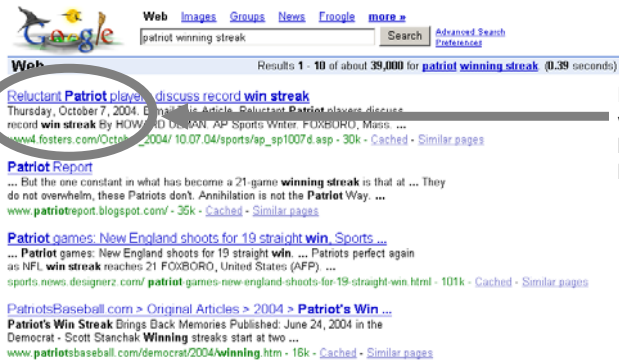 Google
Web Images Groups News Froogle more »
patriot winning streak Search Advanced Search
Preferences
Web Results 1 - 10 of about 39,000 for patriot winning streak. (0.39 seconds)
Reluctant Patriot players discuss record win streak
Thursday, October 7, 2004. Email This Article. Reluctant Patriot players discuss
record win streak By HOWARD ULMAN. AP Sports Writer. FOXBORO, Mass. ...
www4.fosters.com/October_2004/ 10.07.04/sports/ap_sp1007d.asp - 30k - Cached - Similar pages
Patriot Report
... But the one constant in what has become a 21-game winning streak is that at ... They
do not overwhelm, these Patriots don't. Annihilation is not the Patriot Way. ...
www.patriotreport.blogspot.com/ - 35k - Cached - Similar pages
Patriot games: New England shoots for 19 straight win, Sports ...
... Patriot games: New England shoots for 19 straight win. ... Patriots perfect again
as NFL win streak reaches 21 FOXBORO, United States (AFP). ...
sports.news.designerz.com/ patriot-games-new-england-shoots-for-19-straight-win.html - 101k - Cached - Similar pages
PatriotsBaseball com > Original Articles > 2004 > Patriot's Win ...
Patriot's Win Streak Brings Back Memories Published: June 24, 2004 in the
Democrat - Scott Stanchak Winning streaks start at two ...
www.patriotsbaseball.com/democrat/2004/winning.htm - 16k - Cached - Similar pages